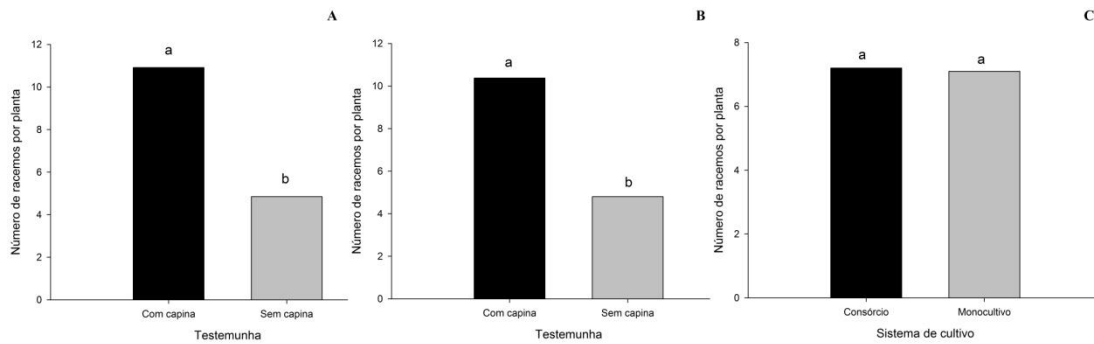 A
Número de racemos por planta
12
10
8
6
4
2
0
a
b
Com capina
Sem capina
Testemunha
B
Número de racemos por planta
12
10
8
6
4
2
0
a
b
Com capina
Sem capina
Testemunha
C
Número de racemos por planta
8
6
4
2
0
a
a
Consórcio
Monocultivo
Sistema de cultivo